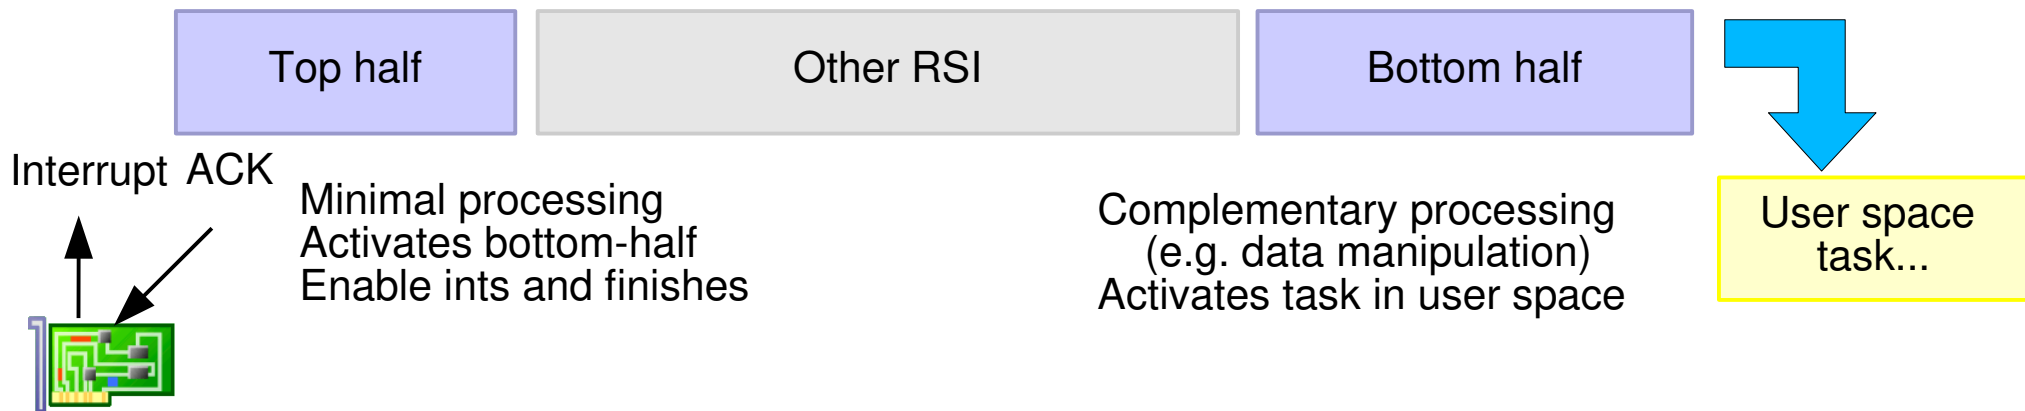 Top half
Other RSI
Bottom half
Interrupt ACK
Minimal processing
Activates bottom-half
Enable ints and finishes
Complementary processing
(e.g. data manipulation)
Activates task in user space
User space
task...